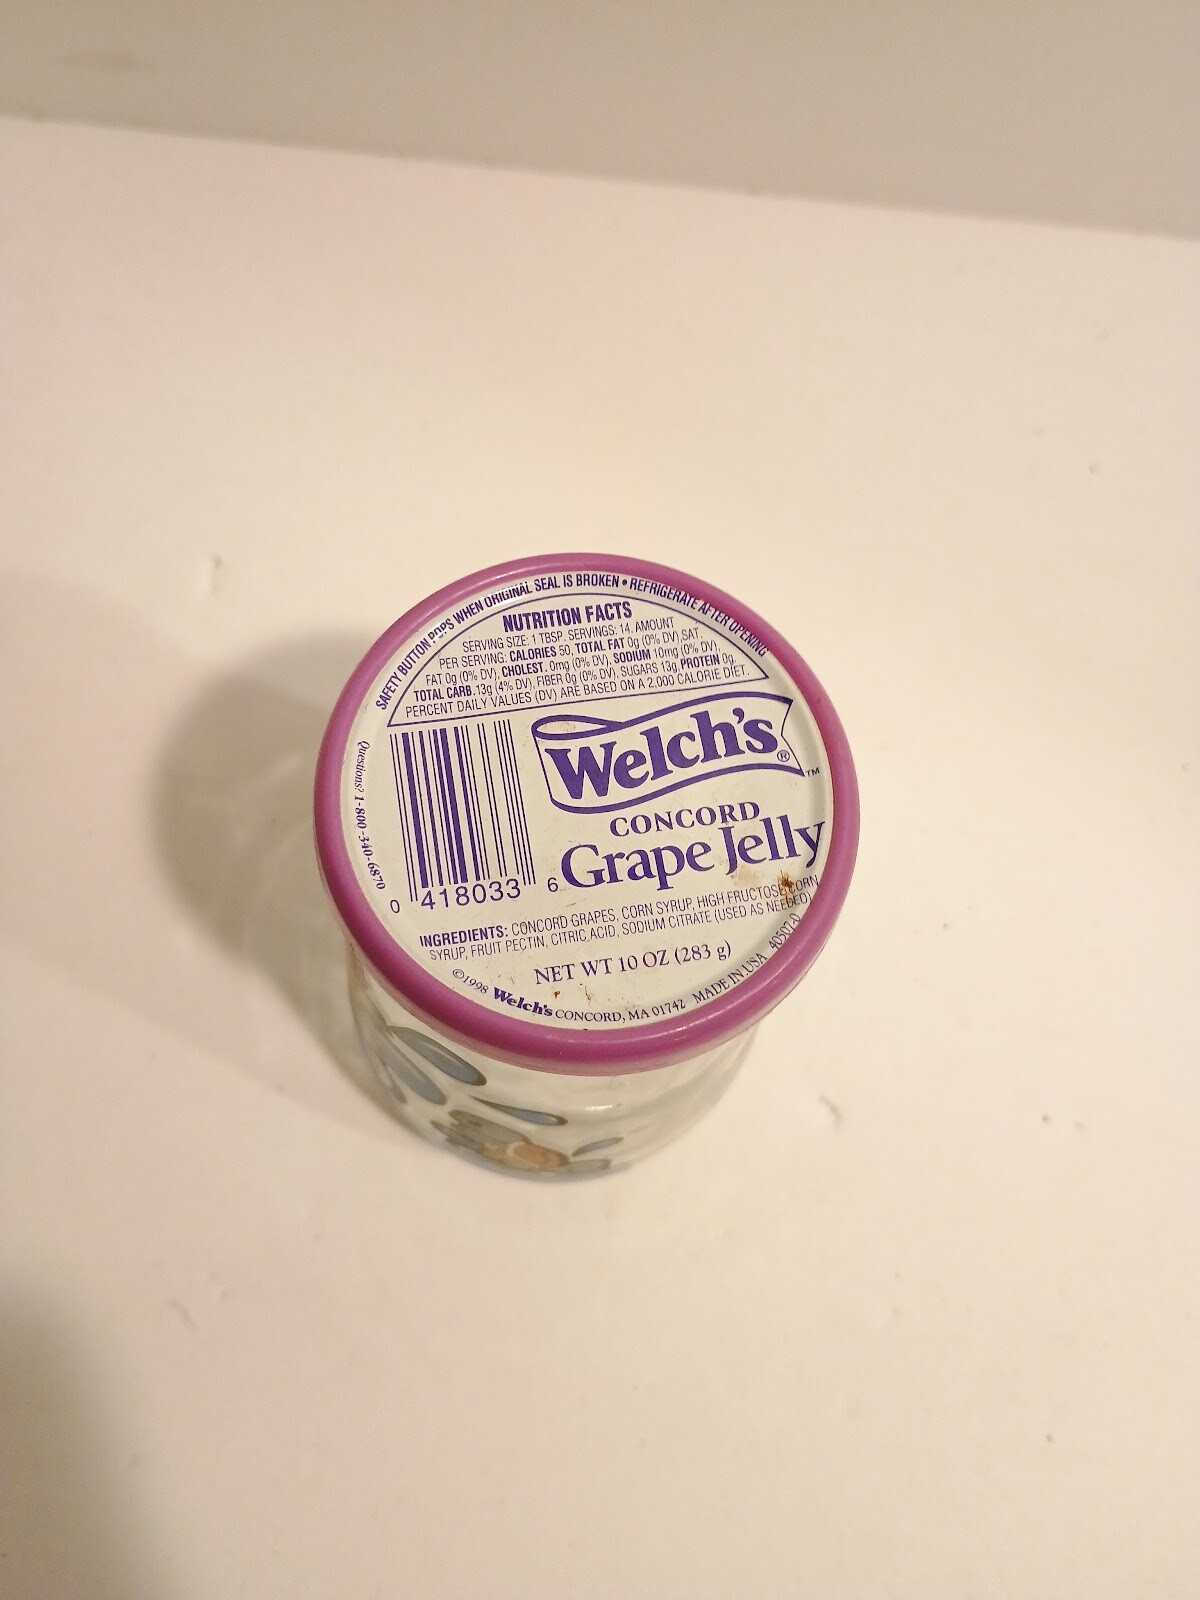 SAFETY BUTTON POPS WHEN ORIGINAL SEAL IS BROKEN • REFRIGERATE AFTER OPENING
NUTRITION FACTS
SERVING SIZE: 1 TBSP. SERVINGS: 14, AMOUNT
PER SERVING: CALORIES 50, TOTAL FAT 0g (0% DV), SAT.
FAT 0g (0% DV), CHOLEST. 0mg (0% DV), SODIUM 10mg (0% DV),
TOTAL CARB. 13g (4% DV), FIBER 0g (0% DV), SUGARS 13g, PROTEIN 0g.
PERCENT DAILY VALUES (DV) ARE BASED ON A 2,000 CALORIE DIET.
Questions? 1-800-340-6870
Welch's® ™
CONCORD
Grape Jelly
0 418033 6
INGREDIENTS: CONCORD GRAPES, CORN SYRUP, HIGH FRUCTOSE CORN
SYRUP, FRUIT PECTIN, CITRIC ACID, SODIUM CITRATE (USED AS NEEDED)
NET WT 10 OZ (283 g)
©1998 Welch's CONCORD, MA 01742 MADE IN USA 40507-0